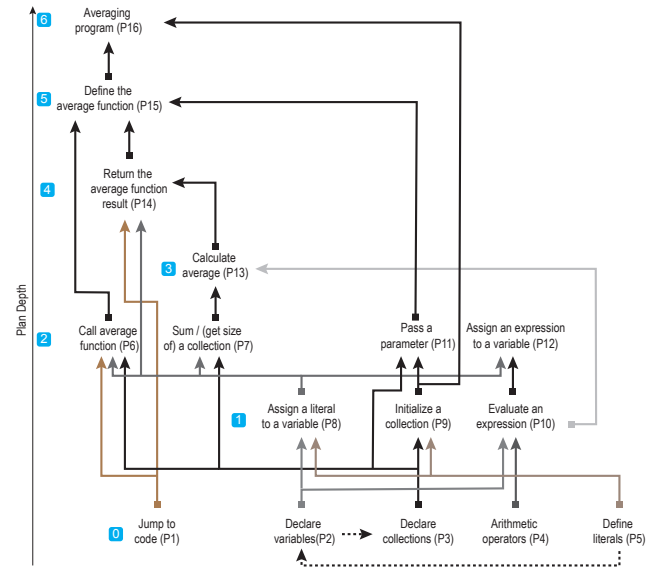 6
Averaging
program (P16)
5
Define the
average function (P15)
4
Return the
average function
result (P14)
3
Calculate
average (P13)
Plan Depth
2
Call average
function (P6)
Sum / (get size
of) a collection (P7)
Pass a
parameter (P11)
Assign an expression
to a variable (P12)
1
Assign a literal
to a variable (P8)
Initialize a
collection (P9)
Evaluate an
expression (P10)
0
Jump to
code (P1)
Declare
variables(P2)
Declare
collections (P3)
Arithmetic
operators (P4)
Define
literals (P5)